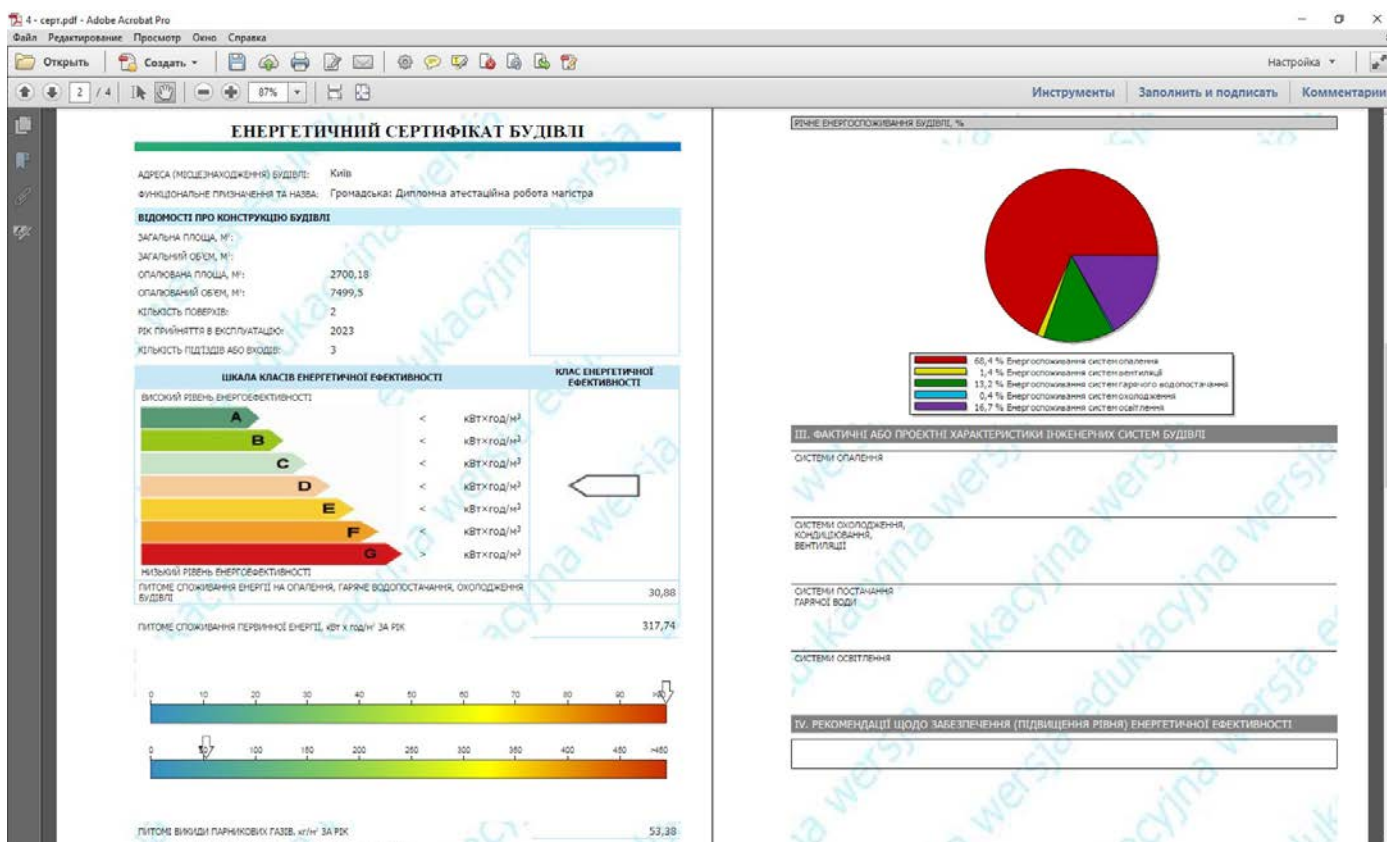 4 - серт.pdf - Adobe Acrobat Pro
Файл Редактирование Просмотр Окно Справка
Открыть Создать Настройка
2 / 4 87% Инструменты Заполнить и подписать Комментарии
ЕНЕРГЕТИЧНИЙ СЕРТИФІКАТ БУДІВЛІ
АДРЕСА (МІСЦЕЗНАХОДЖЕННЯ) БУДІВЛІ: Київ
ФУНКЦІОНАЛЬНЕ ПРИЗНАЧЕННЯ ТА НАЗВА: Громадська: Дипломна атестаційна робота магістра
ВІДОМОСТІ ПРО КОНСТРУКЦІЮ БУДІВЛІ
ЗАГАЛЬНА ПЛОЩА, М²:
ЗАГАЛЬНИЙ ОБ'ЄМ, М³:
ОПАЛЮВАНА ПЛОЩА, М²: 2700,18
ОПАЛЮВАНИЙ ОБ'ЄМ, М³: 7499,5
КІЛЬКІСТЬ ПОВЕРХІВ: 2
РІК ПРИЙНЯТТЯ В ЕКСПЛУАТАЦІЮ: 2023
КІЛЬКІСТЬ ПІД'ЇЗДІВ АБО ВХОДІВ: 3
ШКАЛА КЛАСІВ ЕНЕРГЕТИЧНОЇ ЕФЕКТИВНОСТІ
КЛАС ЕНЕРГЕТИЧНОЇ
ЕФЕКТИВНОСТІ
ВИСОКИЙ РІВЕНЬ ЕНЕРГОЕФЕКТИВНОСТІ
A < кВт×год/м³
B < кВт×год/м³
C < кВт×год/м³
D < кВт×год/м³
E < кВт×год/м³
F < кВт×год/м³
G > кВт×год/м³
НИЗЬКИЙ РІВЕНЬ ЕНЕРГОЕФЕКТИВНОСТІ
ПИТОМЕ СПОЖИВАННЯ ЕНЕРГІЇ НА ОПАЛЕННЯ, ГАРЯЧЕ ВОДОПОСТАЧАННЯ, ОХОЛОДЖЕННЯ
БУДІВЛІ 30,88
ПИТОМЕ СПОЖИВАННЯ ПЕРВИННОЇ ЕНЕРГІЇ, кВт х год/м² ЗА РІК 317,74
0 10 20 30 40 50 60 70 80 90
0 100 150 200 250 300 350 400 450 >450
ПИТОМІ ВИКИДИ ПАРНИКОВИХ ГАЗІВ, кг/м² ЗА РІК 53,38
РІЧНЕ ЕНЕРГОСПОЖИВАННЯ БУДІВЛІ, %
68,4 % Енергоспоживання систем опалення
1,4 % Енергоспоживання систем вентиляції
13,2 % Енергоспоживання систем гарячого водопостачання
0,4 % Енергоспоживання систем охолодження
16,7 % Енергоспоживання систем освітлення
III. ФАКТИЧНІ АБО ПРОЕКТНІ ХАРАКТЕРИСТИКИ ІНЖЕНЕРНИХ СИСТЕМ БУДІВЛІ
СИСТЕМИ ОПАЛЕННЯ
СИСТЕМИ ОХОЛОДЖЕННЯ,
КОНДИЦІЮВАННЯ,
ВЕНТИЛЯЦІЇ
СИСТЕМИ ПОСТАЧАННЯ
ГАРЯЧОЇ ВОДИ
СИСТЕМИ ОСВІТЛЕННЯ
IV. РЕКОМЕНДАЦІЇ ЩОДО ЗАБЕЗПЕЧЕННЯ (ПІДВИЩЕННЯ РІВНЯ) ЕНЕРГЕТИЧНОЇ ЕФЕКТИВНОСТІ
wersja edukacyjna